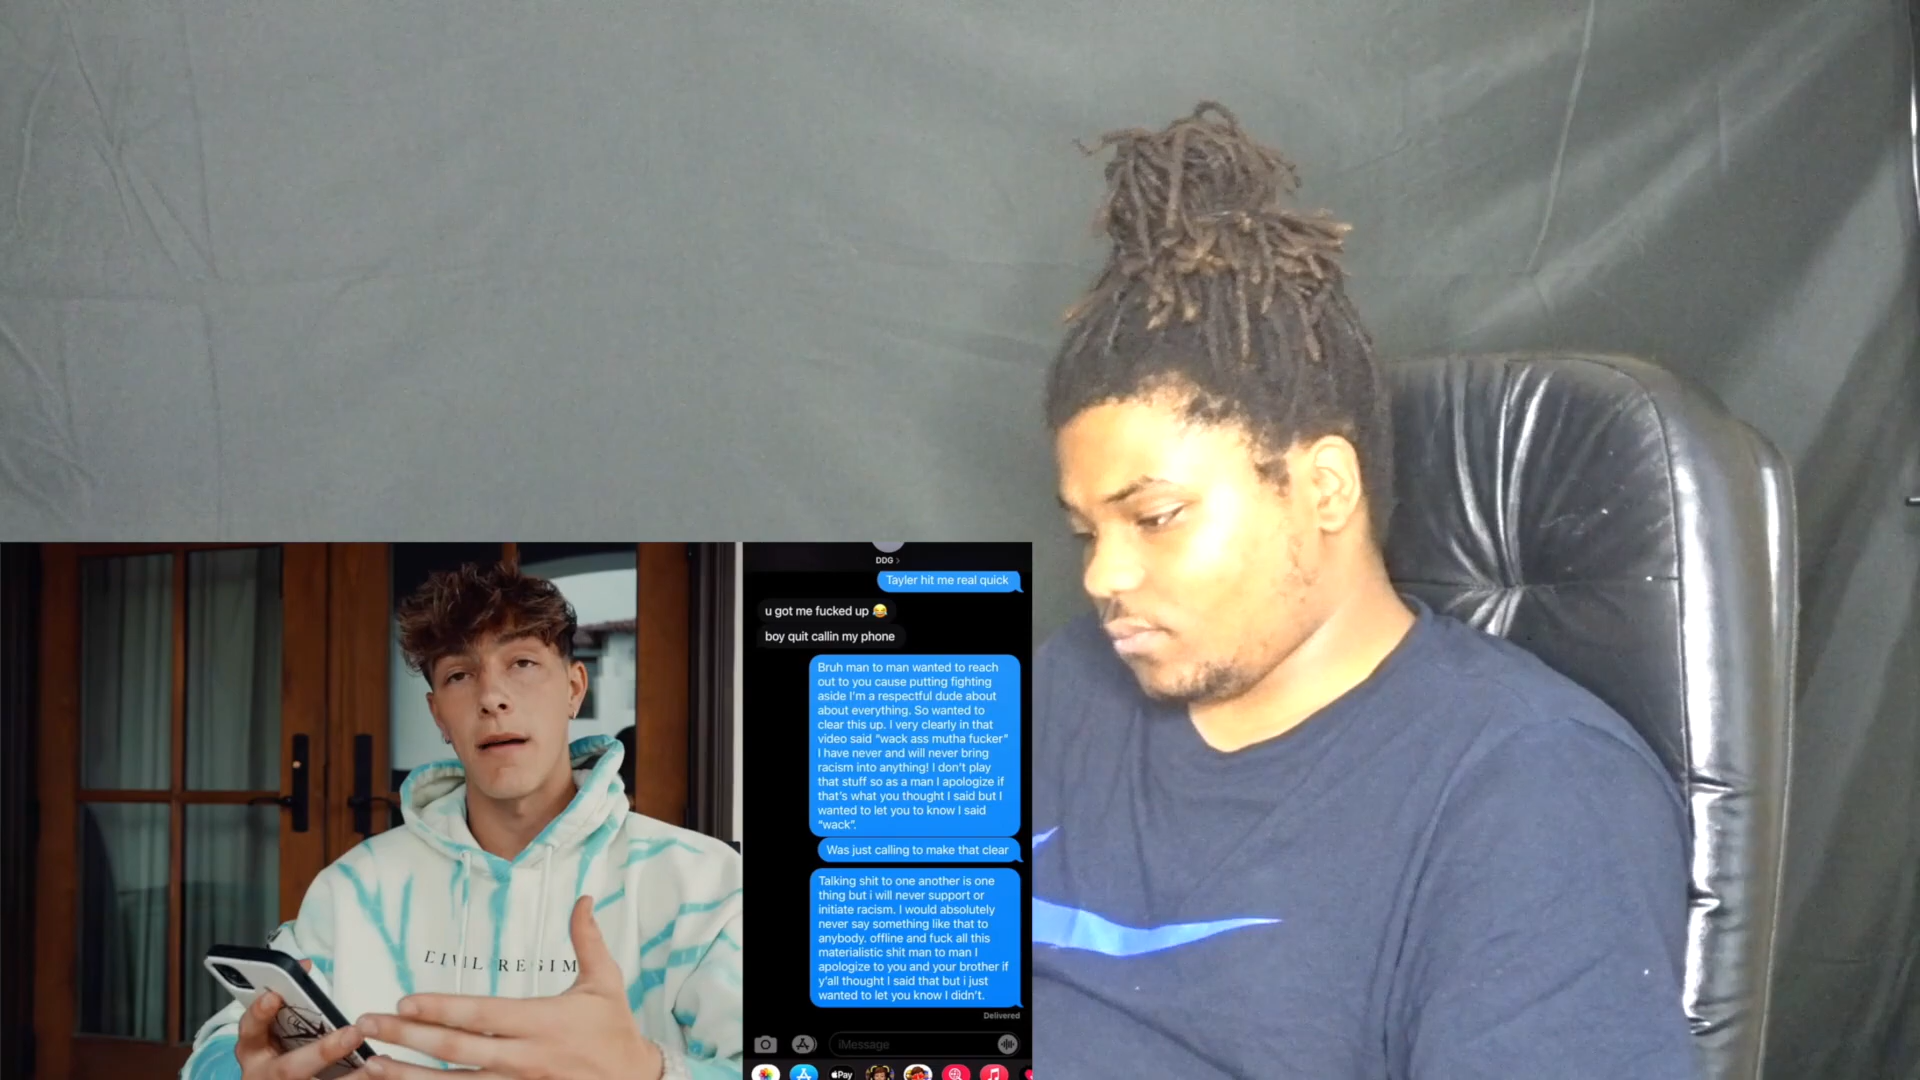 DDG >
Tayler hit me real quick
u got me fucked up 😂
boy quit callin my phone
Bruh man to man wanted to reach
out to you cause putting fighting
aside I'm a respectful dude about
about everything. So wanted to
clear this up. I very clearly in that
video said "wack ass mutha fucker"
I have never and will never bring
racism into anything! I don't play
that stuff so as a man I apologize if
that's what you thought I said but I
wanted to let you to know I said
"wack".
Was just calling to make that clear
Talking shit to one another is one
thing but i will never support or
initiate racism. I would absolutely
never say something like that to
anybody. offline and fuck all this
materialistic shit man to man I
apologize to you and your brother if
y'all thought I said that but i just
wanted to let you know I didn't.
Delivered
iMessage
Pay
CIVIL REGIM